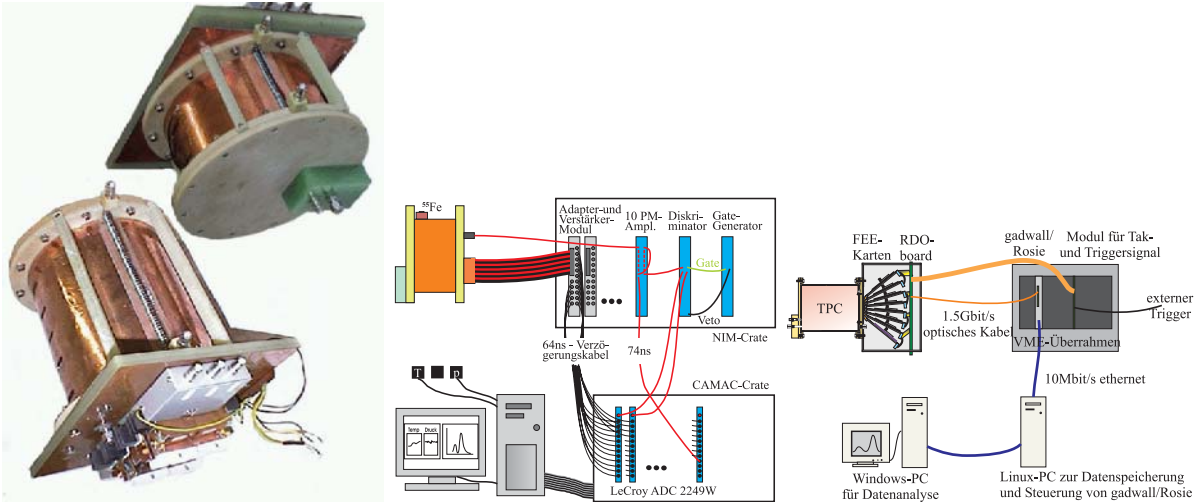 55Fe
Adapter-und
Verstärker-
Modul
10 PM-
Ampl.
Diskri-
minator
Gate-
Generator
Gate
Veto
NIM-Crate
64ns - Verzö-
gerungskabel
74ns
T
p
CAMAC-Crate
Temp
Druck
LeCroy ADC 2249W
FEE-
Karten
RDO-
board
gadwall/
Rosie
Modul für Tak-
und Triggersignal
TPC
1.5Gbit/s
optisches Kabel
externer
Trigger
VME-Überrahmen
10Mbit/s ethernet
Windows-PC
für Datenanalyse
Linux-PC zur Datenspeicherung
und Steuerung von gadwall/Rosie